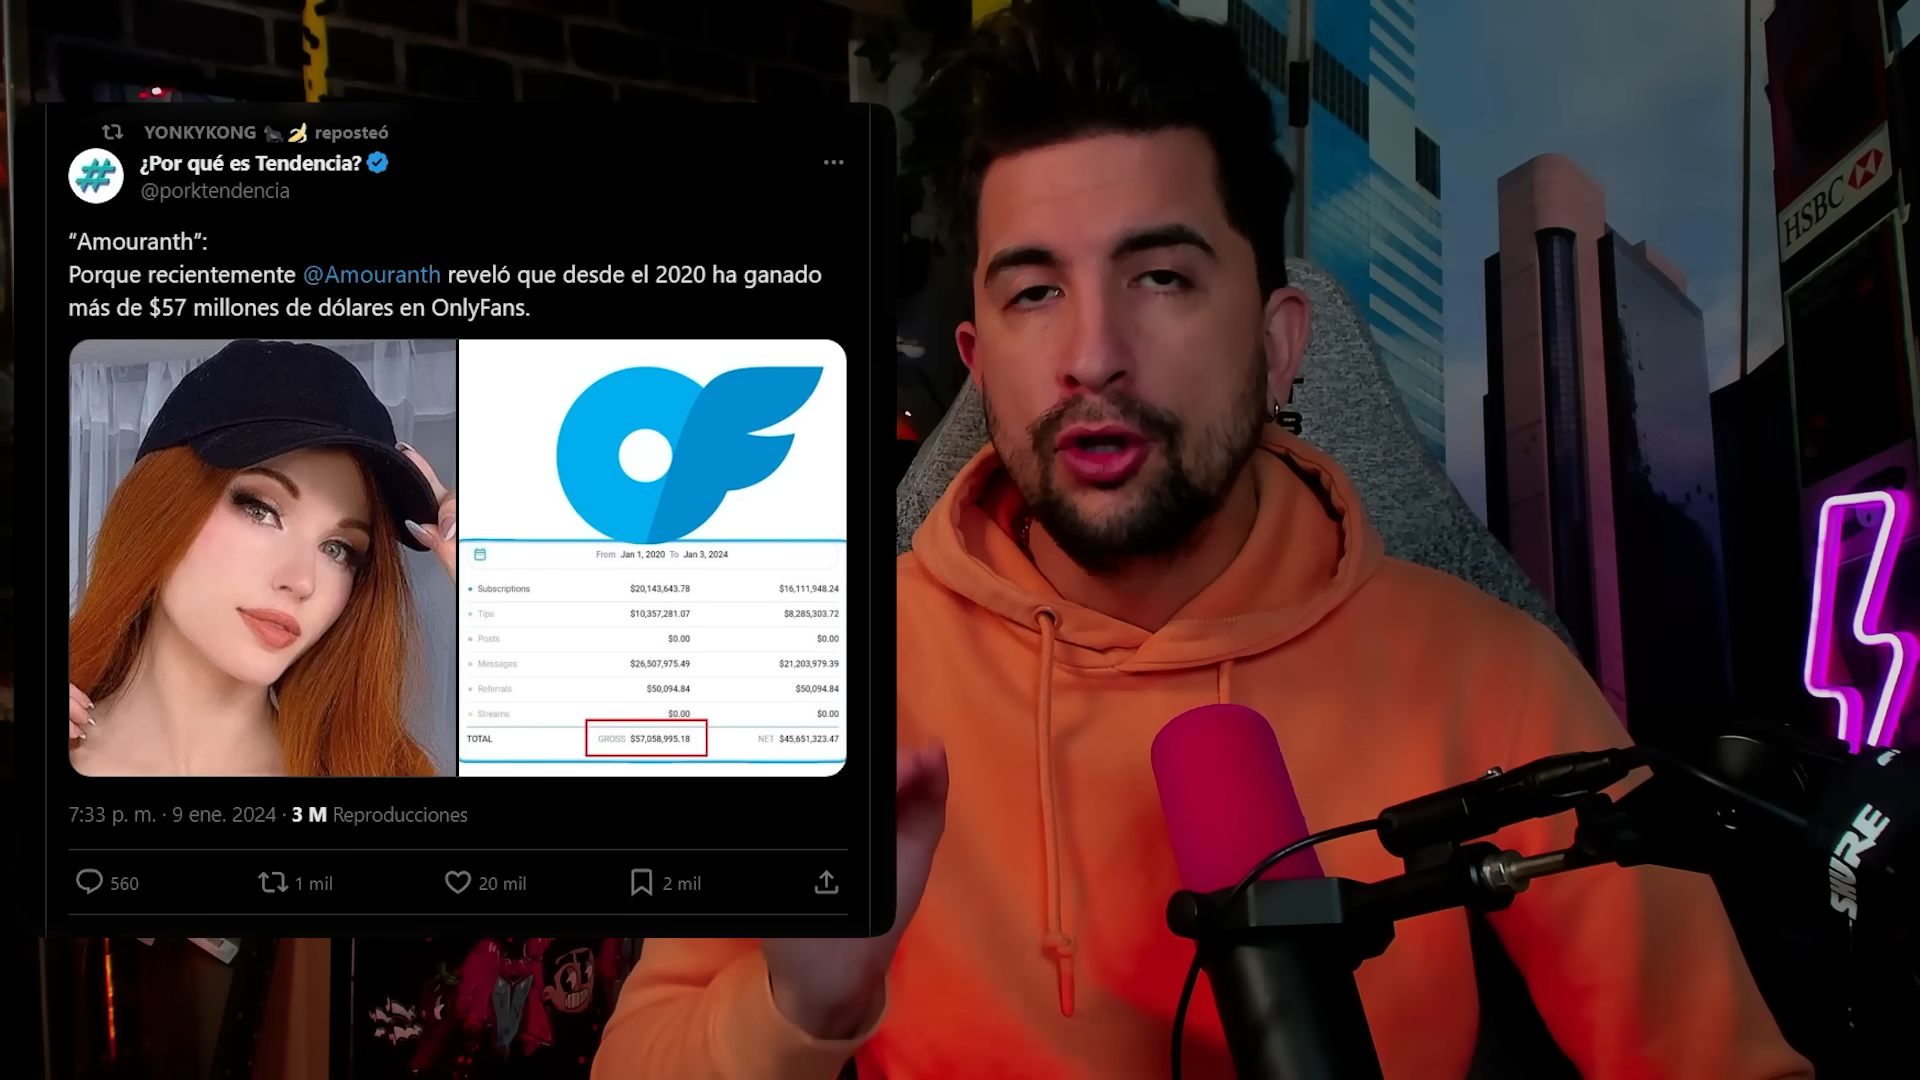 YONKYKONG 🦍🍌 reposteó
¿Por qué es Tendencia?
@porktendencia
“Amouranth”:
Porque recientemente @Amouranth reveló que desde el 2020 ha ganado
más de $57 millones de dólares en OnlyFans.
From Jan 1, 2020 To Jan 3, 2024
Subscriptions $20,143,643.78 $16,111,948.24
Tips $10,357,281.07 $8,285,303.72
Posts $0.00 $0.00
Messages $26,507,975.49 $21,203,979.39
Referrals $50,094.84 $50,094.84
Streams $0.00 $0.00
TOTAL GROSS $57,058,995.18 NET $45,651,323.47
7:33 p. m. · 9 ene. 2024 · 3 M Reproducciones
560 1 mil 20 mil 2 mil
HSBC
SHURE